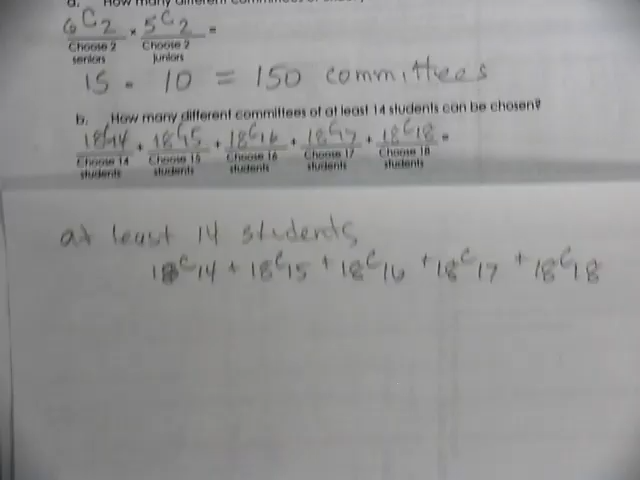 a. How many different committees of
6C2 × 5C2 =
Choose 2 seniors Choose 2 juniors
15 · 10 = 150 committees
b. How many different committees of at least 14 students can be chosen?
18C14 + 18C15 + 18C16 + 18C17 + 18C18 =
Choose 14 students Choose 15 students Choose 16 students Choose 17 students Choose 18 students
at least 14 students
18C14 + 18C15 + 18C16 + 18C17 + 18C18